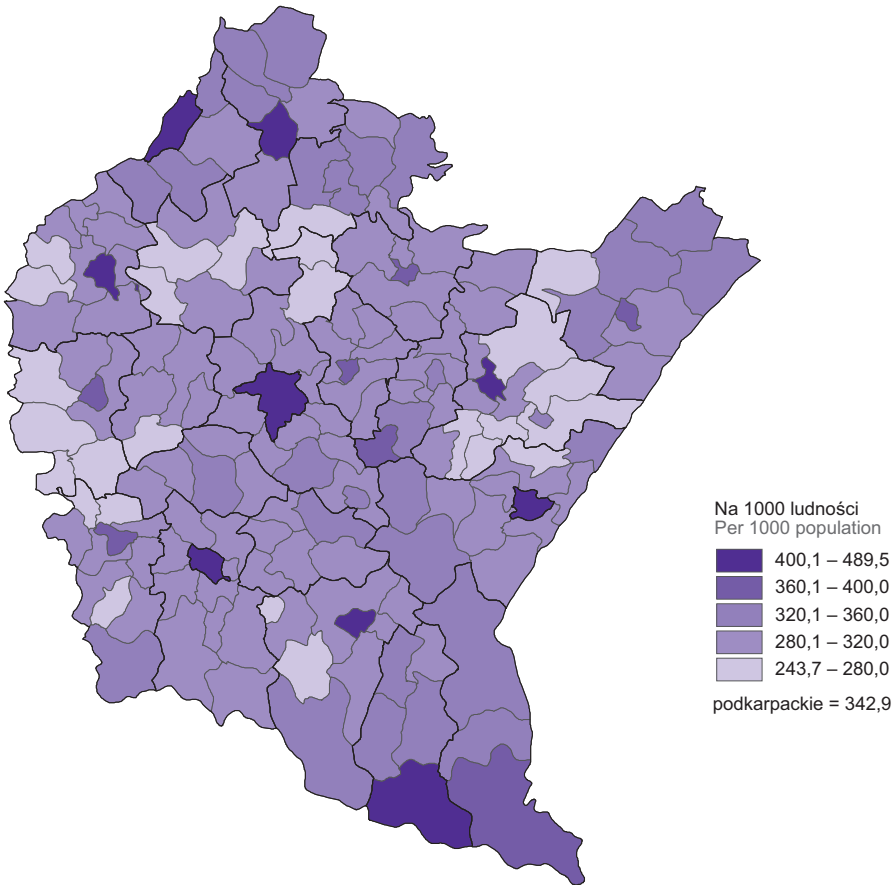 Na 1000 ludności
Per 1000 population
400,1 – 489,5
360,1 – 400,0
320,1 – 360,0
280,1 – 320,0
243,7 – 280,0
podkarpackie = 342,9